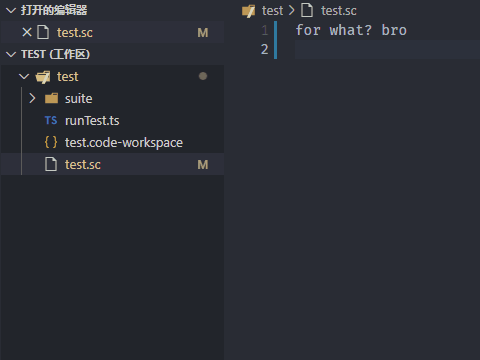 打开的编辑器
test.sc M
TEST (工作区)
test
suite
TS runTest.ts
{} test.code-workspace
test.sc M
test > test.sc
1 for what? bro
2